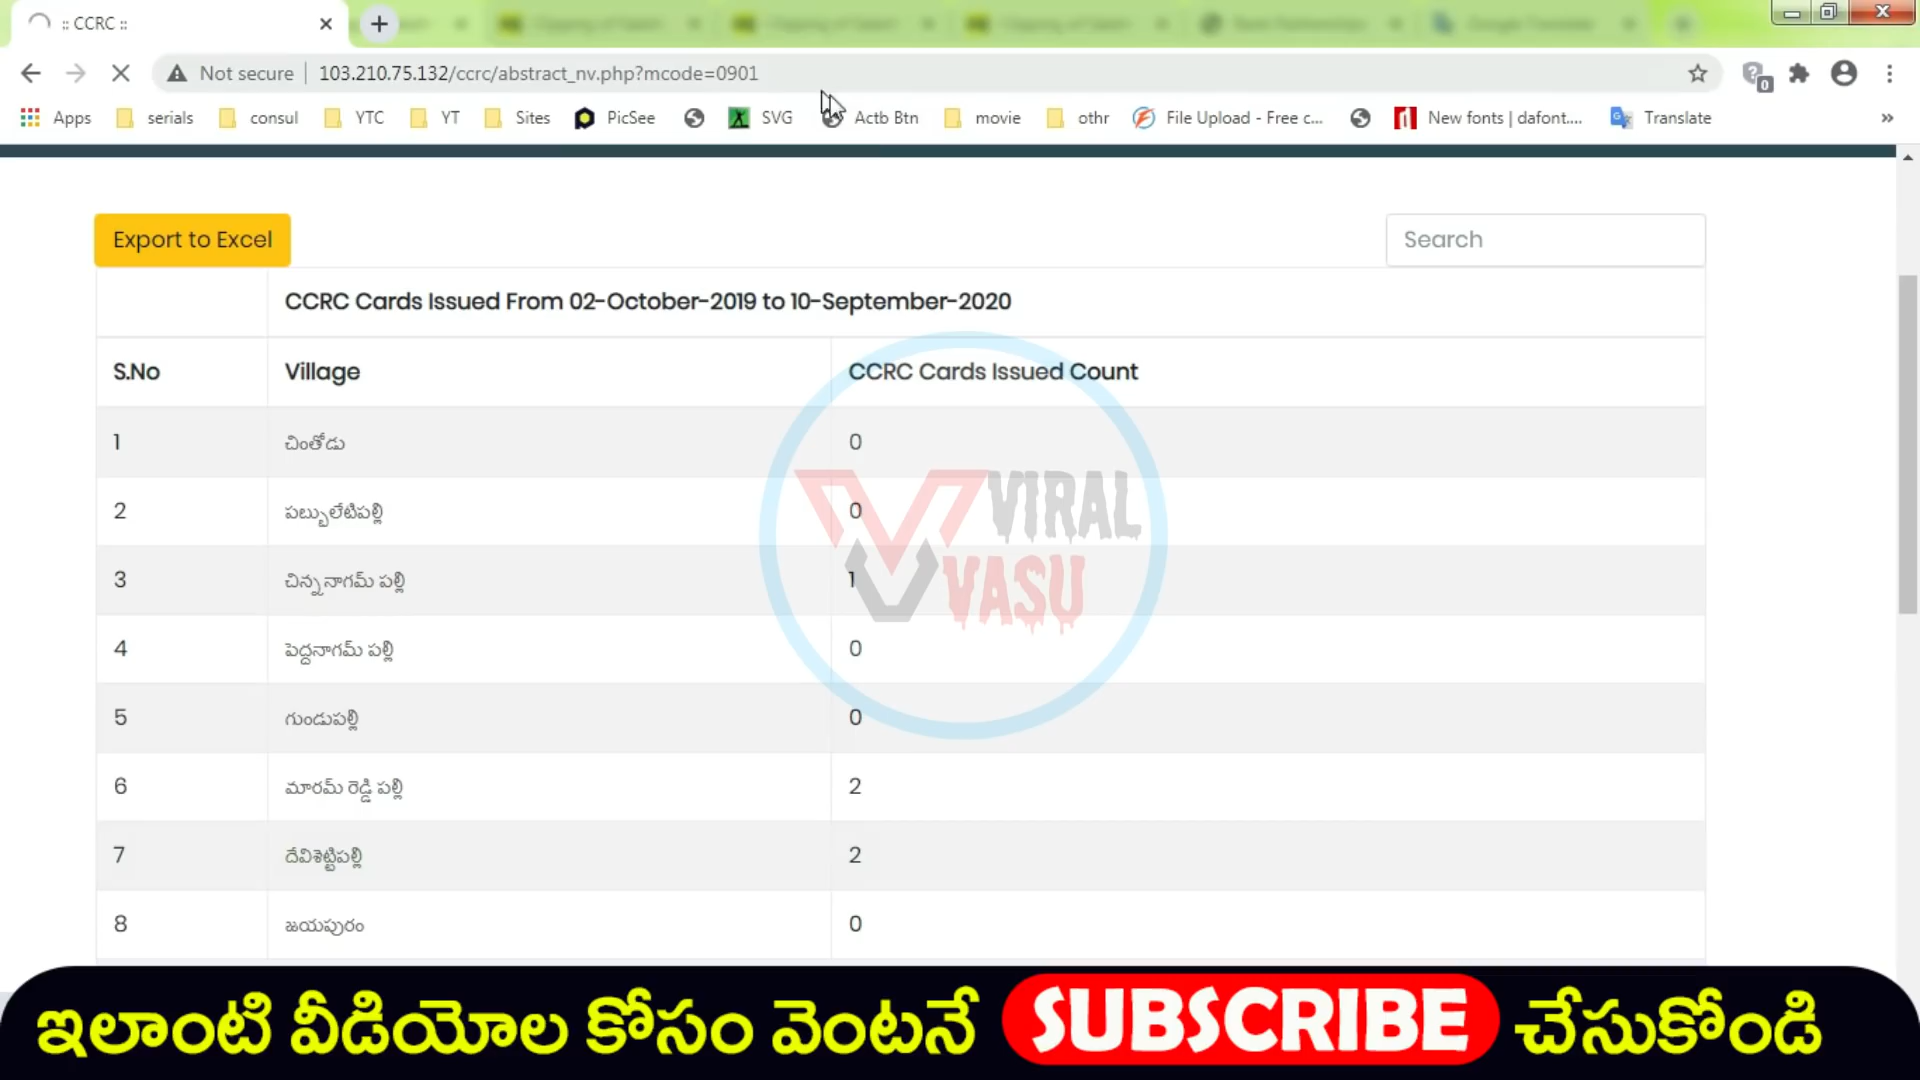 :: CCRC ::
Not secure | 103.210.75.132/ccrc/abstract_nv.php?mcode=0901
0
Apps serials consul YTC YT Sites PicSee SVG Actb Btn movie othr File Upload - Free c... New fonts | dafont.... Translate »
Export to Excel Search
CCRC Cards Issued From 02-October-2019 to 10-September-2020
S.No Village CCRC Cards Issued Count
1 చింతోడు 0
2 పబ్బులేటిపల్లి 0
3 చిన్ననాగమ్ పల్లి 1
4 పెద్దనాగమ్ పల్లి 0
5 గుండుపల్లి 0
6 మారమ్ రెడ్డి పల్లి 2
7 దేవిశెట్టిపల్లి 2
8 జయపురం 0
VIRAL
VASU
ఇలాంటి వీడియోల కోసం వెంటనే SUBSCRIBE చేసుకోండి